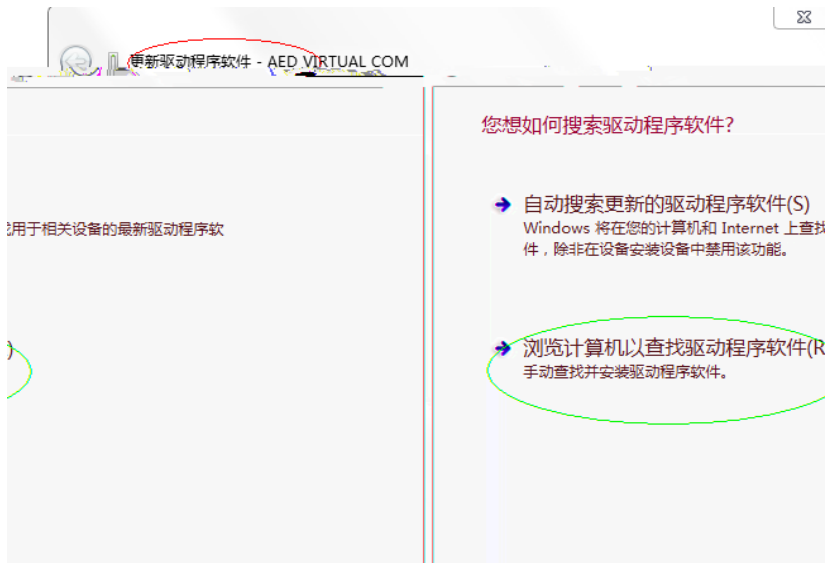 更新驱动程序软件 - AED VIRTUAL COM
您想如何搜索驱动程序软件?
自动搜索更新的驱动程序软件(S)
Windows 将在您的计算机和 Internet 上查找
件，除非在设备安装设备中禁用该功能。
用于相关设备的最新驱动程序软
浏览计算机以查找驱动程序软件(R
手动查找并安装驱动程序软件。
)